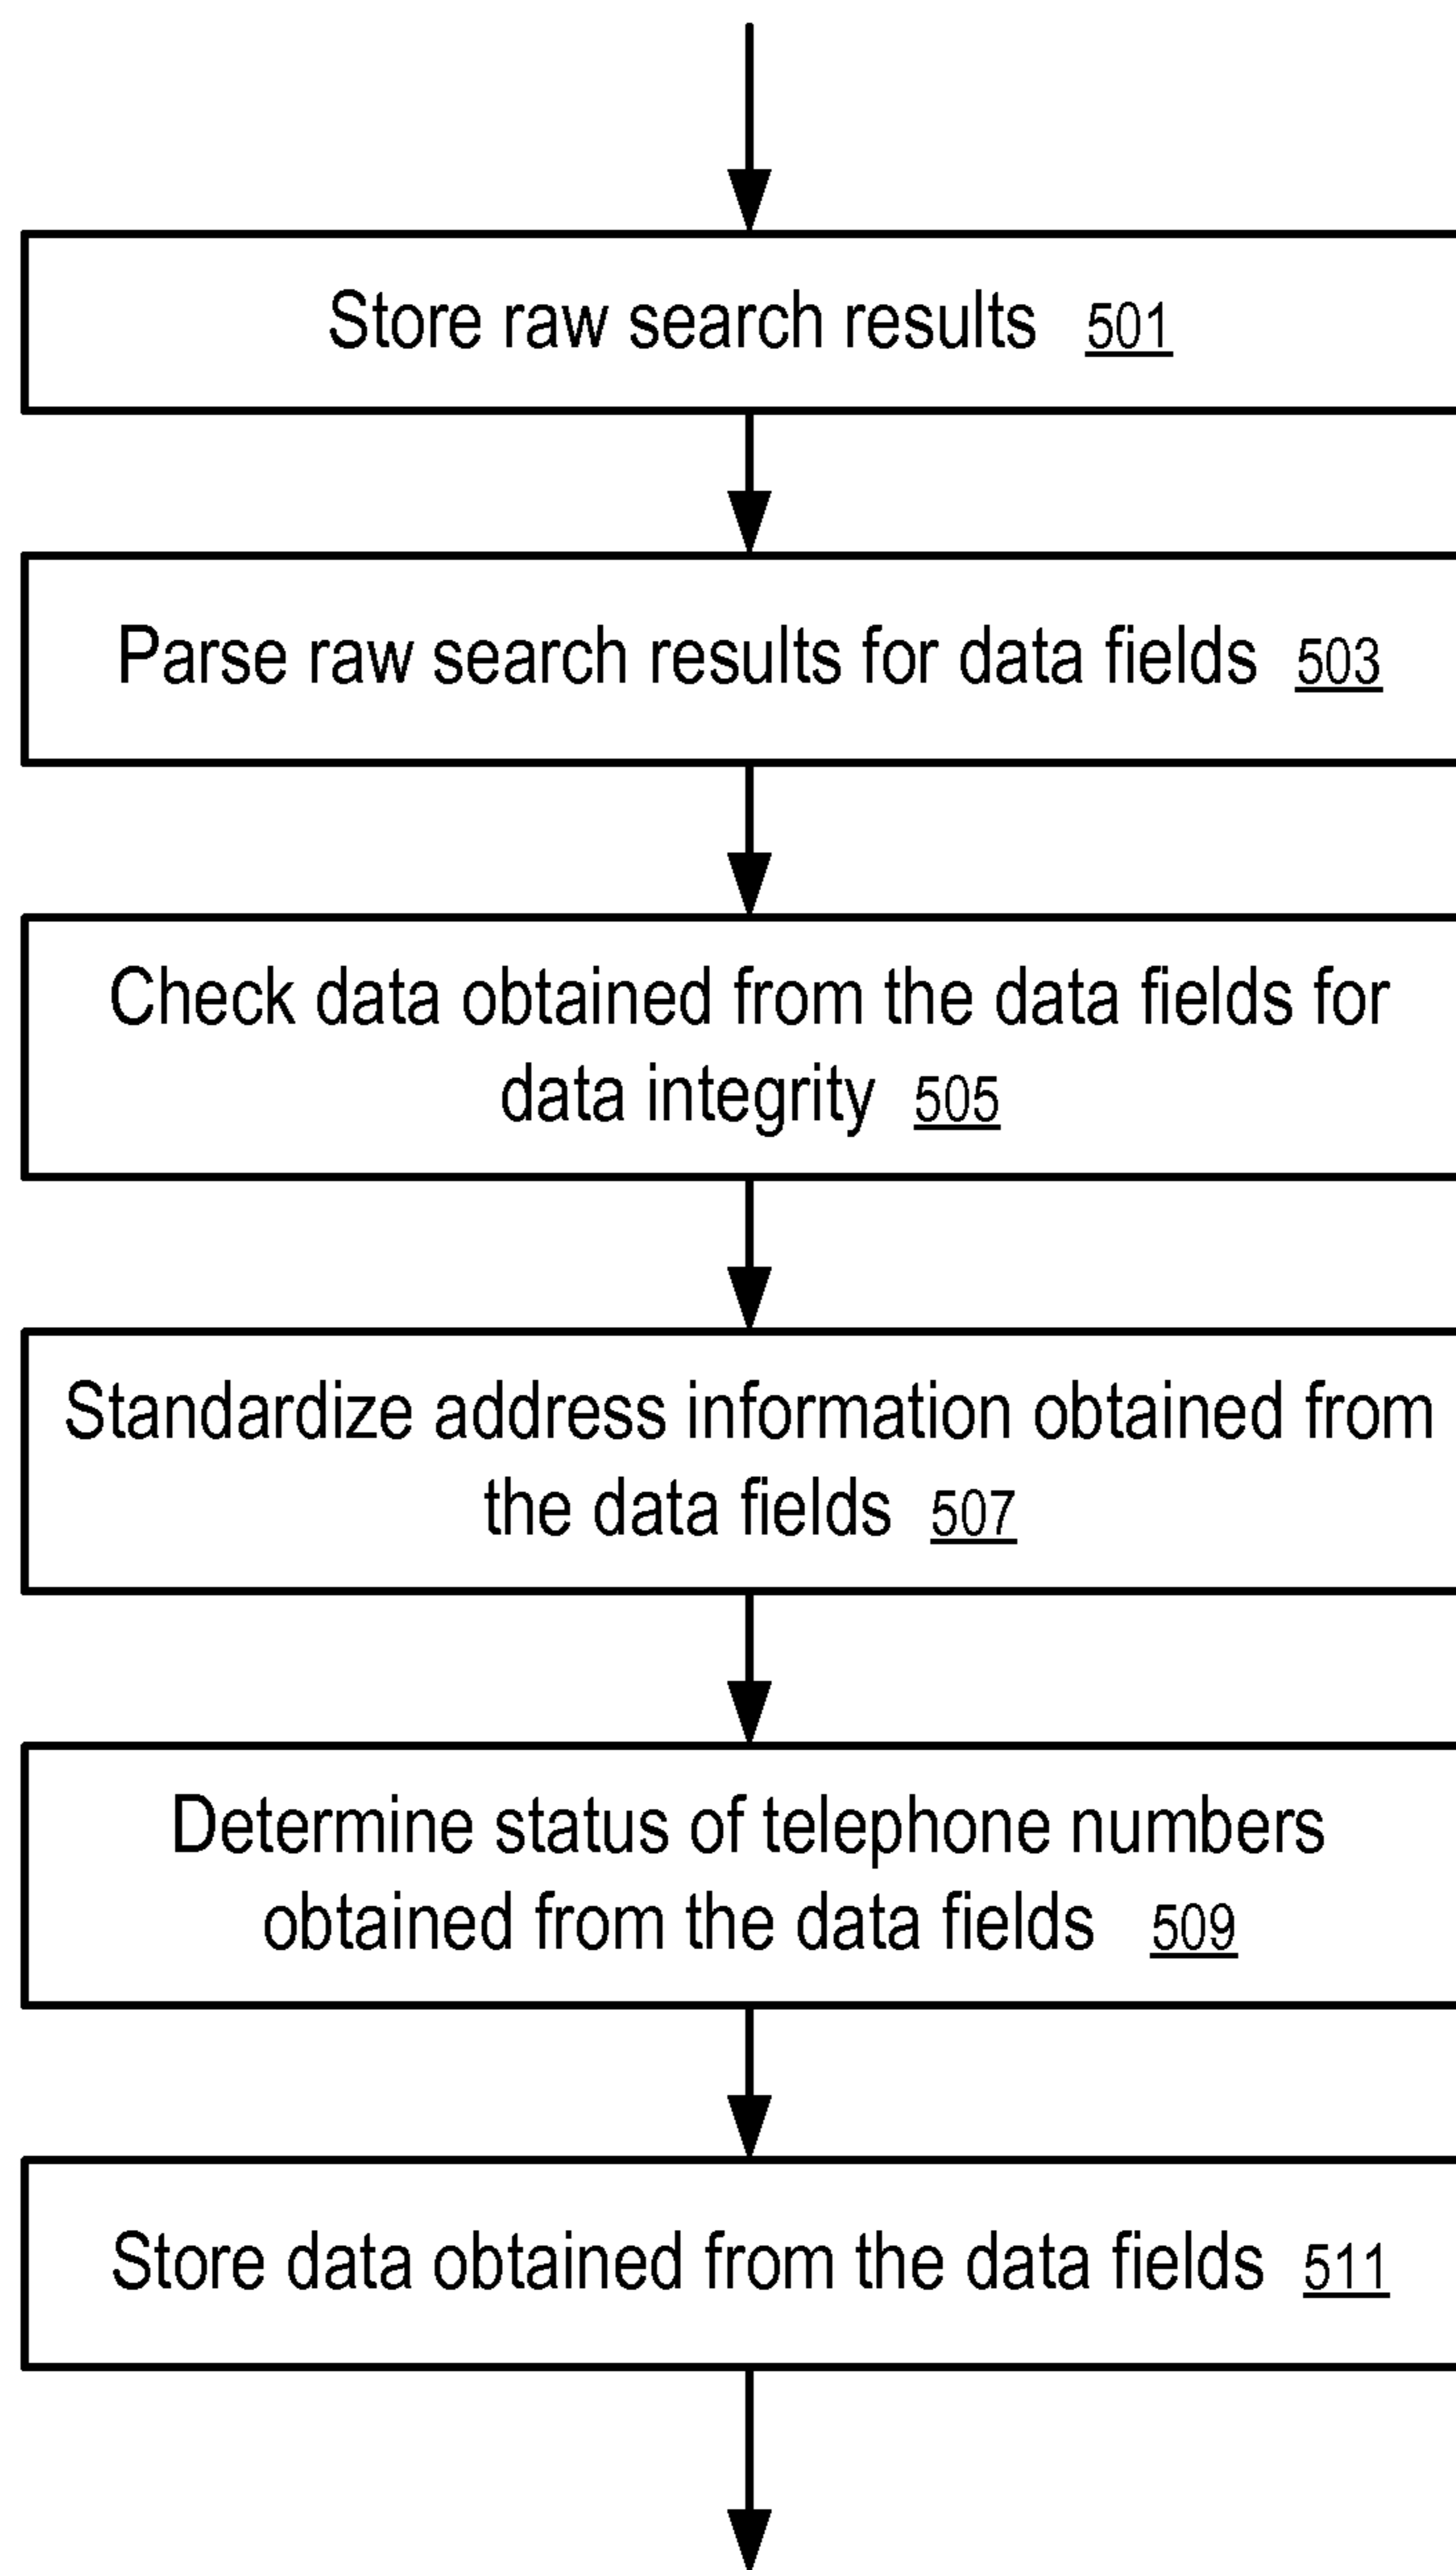 Store raw search results 501
Parse raw search results for data fields 503
Check data obtained from the data fields for
data integrity 505
Standardize address information obtained from
the data fields 507
Determine status of telephone numbers
obtained from the data fields 509
Store data obtained from the data fields 511